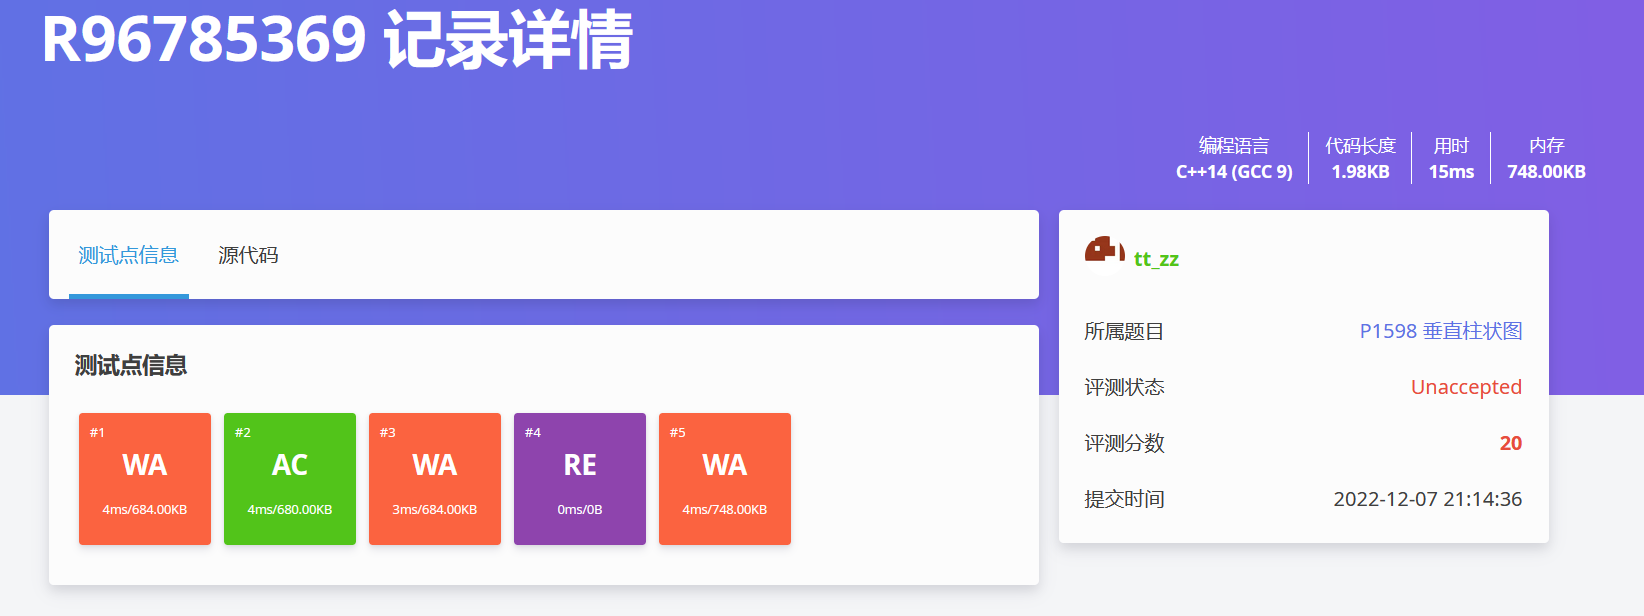 R96785369 记录详情
编程语言 代码长度 用时 内存
C++14 (GCC 9) 1.98KB 15ms 748.00KB
测试点信息 源代码
测试点信息
#1 #2 #3 #4 #5
WA AC WA RE WA
4ms/684.00KB 4ms/680.00KB 3ms/684.00KB 0ms/0B 4ms/748.00KB
tt_zz
所属题目 P1598 垂直柱状图
评测状态 Unaccepted
评测分数 20
提交时间 2022-12-07 21:14:36